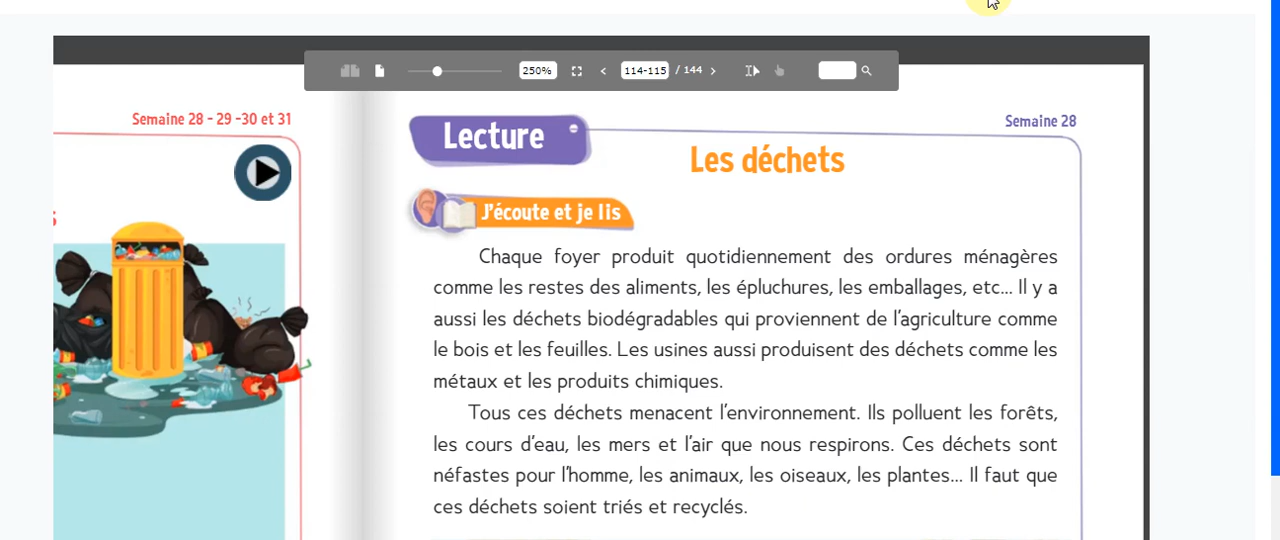 250%
114-115 / 144
Semaine 28 - 29 -30 et 31
Lecture
Semaine 28
Les déchets
J'écoute et je lis
Chaque foyer produit quotidiennement des ordures ménagères
comme les restes des aliments, les épluchures, les emballages, etc... Il y a
aussi les déchets biodégradables qui proviennent de l'agriculture comme
le bois et les feuilles. Les usines aussi produisent des déchets comme les
métaux et les produits chimiques.
Tous ces déchets menacent l'environnement. Ils polluent les forêts,
les cours d'eau, les mers et l'air que nous respirons. Ces déchets sont
néfastes pour l'homme, les animaux, les oiseaux, les plantes... Il faut que
ces déchets soient triés et recyclés.